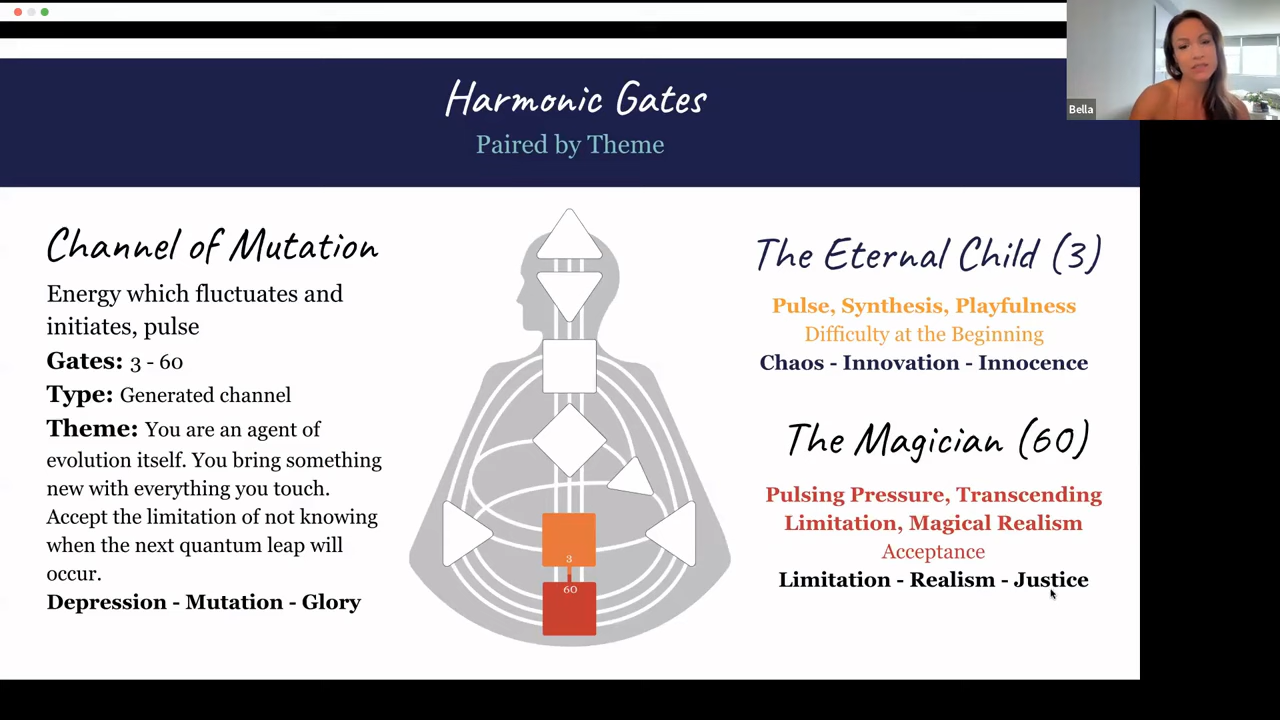 Harmonic Gates
Paired by Theme
Bella
Channel of Mutation
Energy which fluctuates and
initiates, pulse
Gates: 3 - 60
Type: Generated channel
Theme: You are an agent of
evolution itself. You bring something
new with everything you touch.
Accept the limitation of not knowing
when the next quantum leap will
occur.
Depression - Mutation - Glory
3
60
The Eternal Child (3)
Pulse, Synthesis, Playfulness
Difficulty at the Beginning
Chaos - Innovation - Innocence
The Magician (60)
Pulsing Pressure, Transcending
Limitation, Magical Realism
Acceptance
Limitation - Realism - Justice